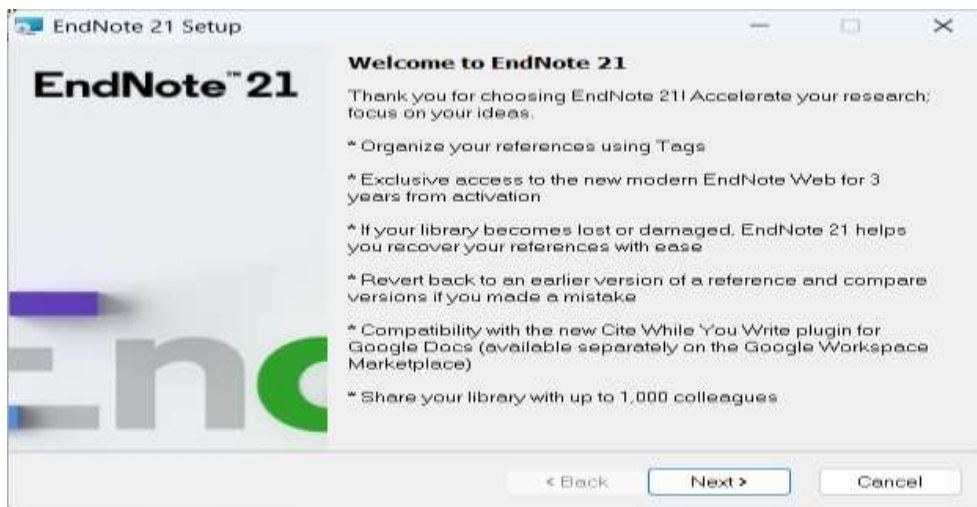 EndNote 21 Setup
EndNote™21
Welcome to EndNote 21
Thank you for choosing EndNote 21! Accelerate your research;
focus on your ideas.
* Organize your references using Tags
* Exclusive access to the new modern EndNote Web for 3
years from activation
* If your library becomes lost or damaged, EndNote 21 helps
you recover your references with ease
* Revert back to an earlier version of a reference and compare
versions if you made a mistake
* Compatibility with the new Cite While You Write plugin for
Google Docs (available separately on the Google Workspace
Marketplace)
* Share your library with up to 1,000 colleagues
En
< Back Next > Cancel